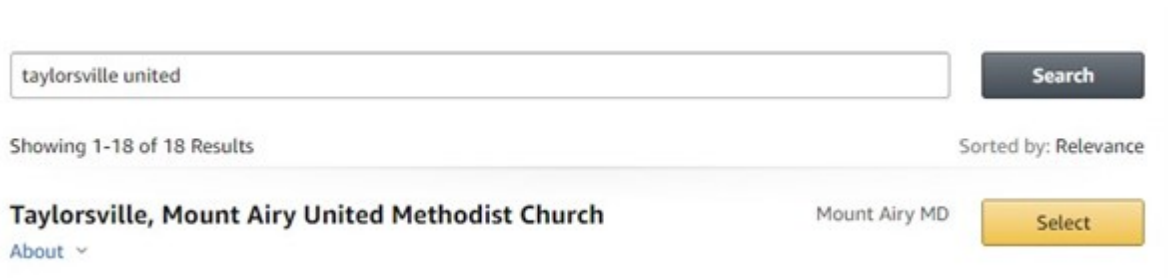 taylorsville united Search
Showing 1-18 of 18 Results Sorted by: Relevance
Taylorsville, Mount Airy United Methodist Church Mount Airy MD Select
About